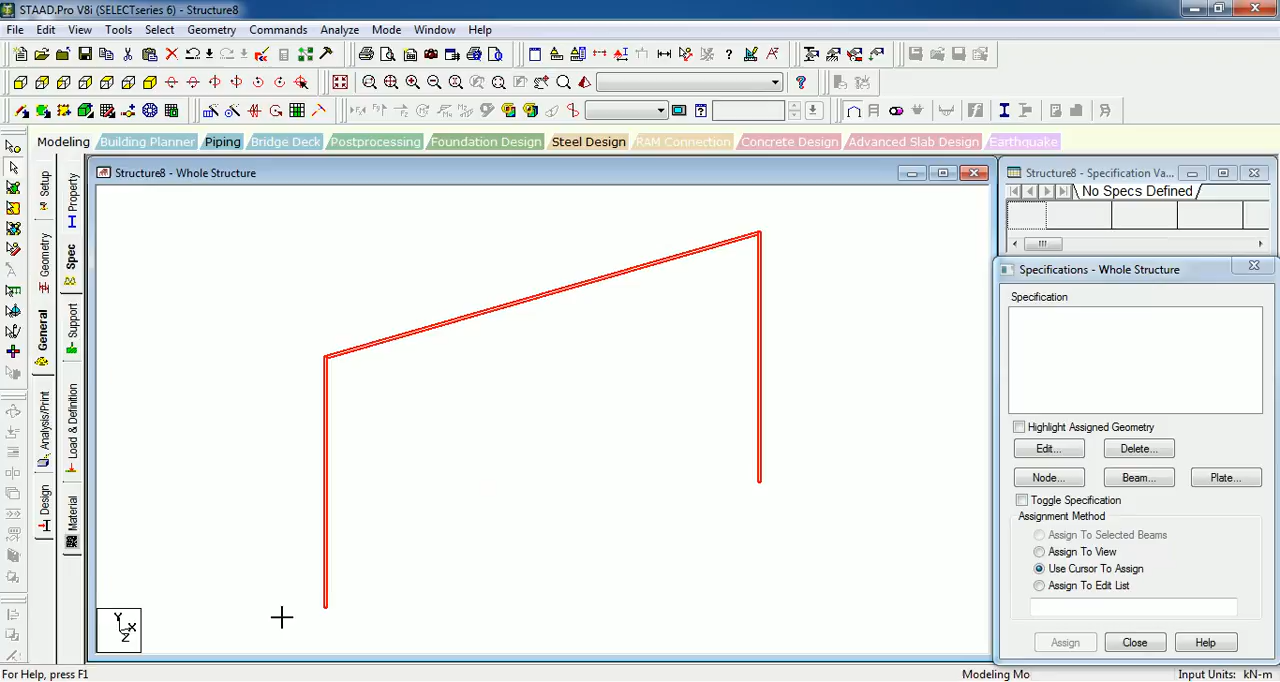 STAAD.Pro V8i (SELECTseries 6) - Structure8
File Edit View Tools Select Geometry Commands Analyze Mode Window Help
Modeling Building Planner Piping Bridge Deck Postprocessing Foundation Design Steel Design RAM Connection Concrete Design Advanced Slab Design Earthquake
Setup
Geometry
General
Analysis/Print
Design
Property
Spec
Support
Load & Definition
Material
Structure8 - Whole Structure
Y
X
Z
Structure8 - Specification Va...
No Specs Defined
Specifications - Whole Structure
Specification
Highlight Assigned Geometry
Edit... Delete...
Node... Beam... Plate...
Toggle Specification
Assignment Method
Assign To Selected Beams
Assign To View
Use Cursor To Assign
Assign To Edit List
Assign Close Help
For Help, press F1
Modeling Mo
Input Units: kN-m